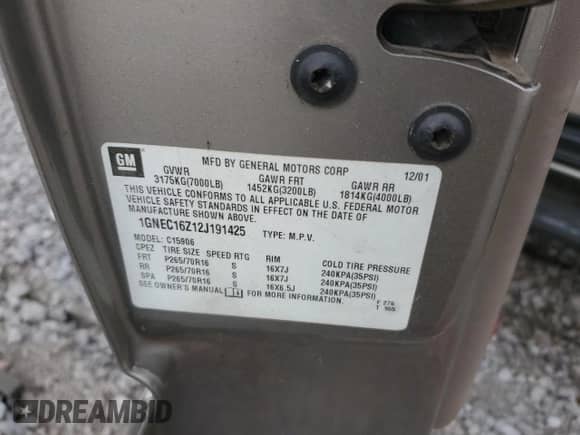 GM
MFD BY GENERAL MOTORS CORP 12/01
GVWR GAWR FRT GAWR RR
3175KG(7000LB) 1452KG(3200LB) 1814KG(4000LB)
THIS VEHICLE CONFORMS TO ALL APPLICABLE U.S. FEDERAL MOTOR
VEHICLE SAFETY STANDARDS IN EFFECT ON THE DATE OF
MANUFACTURE SHOWN ABOVE.
1GNEC16Z12J191425 TYPE: M.P.V.
MODEL: C15906
CPEZ TIRE SIZE SPEED RTG RIM COLD TIRE PRESSURE
FRT P265/70R16 S 16X7J 240KPA(35PSI)
RR P265/70R16 S 16X7J 240KPA(35PSI)
SPA P265/70R16 S 16X6.5J 240KPA(35PSI)
SEE OWNER'S MANUAL FOR MORE INFORMATION.
DREAMBID